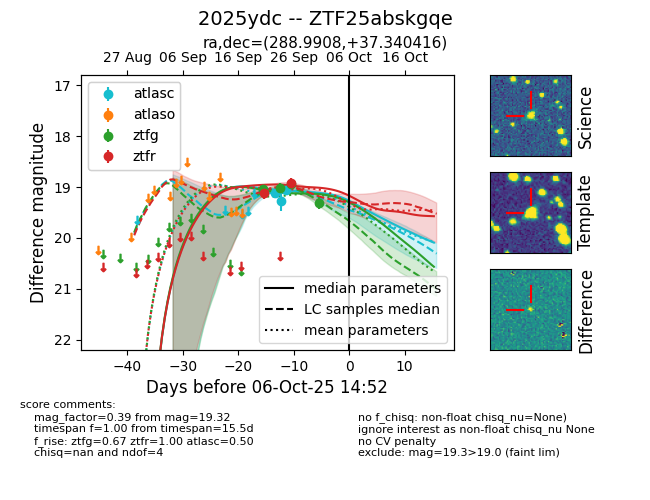 2025ydc -- ZTF25abskgqe
ra,dec=(288.9908,+37.340416)
27 Aug 06 Sep 16 Sep 26 Sep 06 Oct 16 Oct
17
18
19
20
21
22
Difference magnitude
atlasc
atlaso
ztfg
ztfr
median parameters
LC samples median
mean parameters
−40 −30 −20 −10 0 10
Days before 06-Oct-25 14:52
Science
Template
Difference
score comments:
mag_factor=0.39 from mag=19.32
timespan f=1.00 from timespan=15.5d
f_rise: ztfg=0.67 ztfr=1.00 atlasc=0.50
chisq=nan and ndof=4
no f_chisq: non-float chisq_nu=None)
ignore interest as non-float chisq_nu None
no CV penalty
exclude: mag=19.3>19.0 (faint lim)